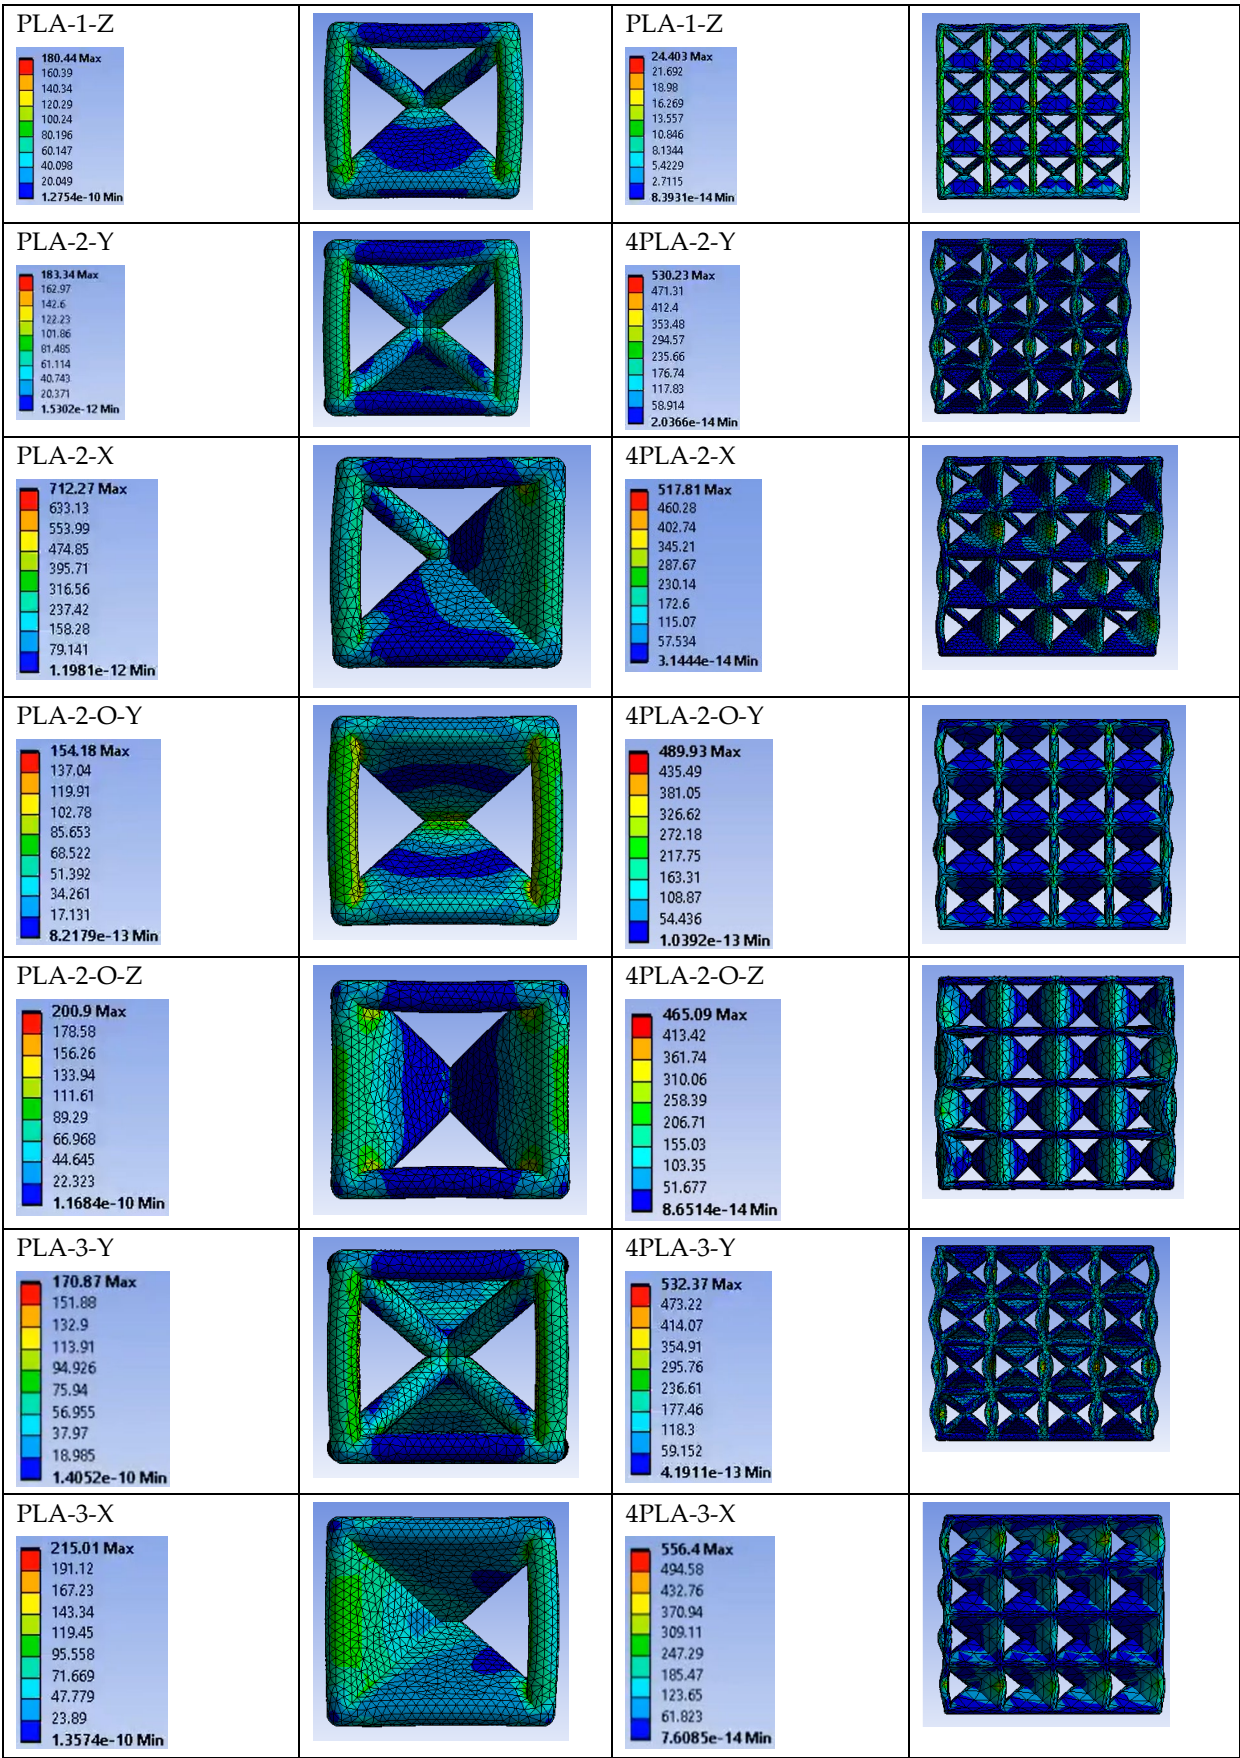 PLA-1-Z
180.44 Max
160.39
140.34
120.29
100.24
80.196
60.147
40.098
20.049
1.2754e-10 Min
PLA-1-Z
24.403 Max
21.692
18.98
16.269
13.557
10.846
8.1344
5.4229
2.7115
8.3931e-14 Min
PLA-2-Y
183.34 Max
162.97
142.6
122.23
101.86
81.485
61.114
40.743
20.371
1.5302e-12 Min
4PLA-2-Y
530.23 Max
471.31
412.4
353.48
294.57
235.66
176.74
117.83
58.914
2.0366e-14 Min
PLA-2-X
712.27 Max
633.13
553.99
474.85
395.71
316.56
237.42
158.28
79.141
1.1981e-12 Min
4PLA-2-X
517.81 Max
460.28
402.74
345.21
287.67
230.14
172.6
115.07
57.534
3.1444e-14 Min
PLA-2-O-Y
154.18 Max
137.04
119.91
102.78
85.653
68.522
51.392
34.261
17.131
8.2179e-13 Min
4PLA-2-O-Y
489.93 Max
435.49
381.05
326.62
272.18
217.75
163.31
108.87
54.436
1.0392e-13 Min
PLA-2-O-Z
200.9 Max
178.58
156.26
133.94
111.61
89.29
66.968
44.645
22.323
1.1684e-10 Min
4PLA-2-O-Z
465.09 Max
413.42
361.74
310.06
258.39
206.71
155.03
103.35
51.677
8.6514e-14 Min
PLA-3-Y
170.87 Max
151.88
132.9
113.91
94.926
75.94
56.955
37.97
18.985
1.4052e-10 Min
4PLA-3-Y
532.37 Max
473.22
414.07
354.91
295.76
236.61
177.46
118.3
59.152
4.1911e-13 Min
PLA-3-X
215.01 Max
191.12
167.23
143.34
119.45
95.558
71.669
47.779
23.89
1.3574e-10 Min
4PLA-3-X
556.4 Max
494.58
432.76
370.94
309.11
247.29
185.47
123.65
61.823
7.6085e-14 Min